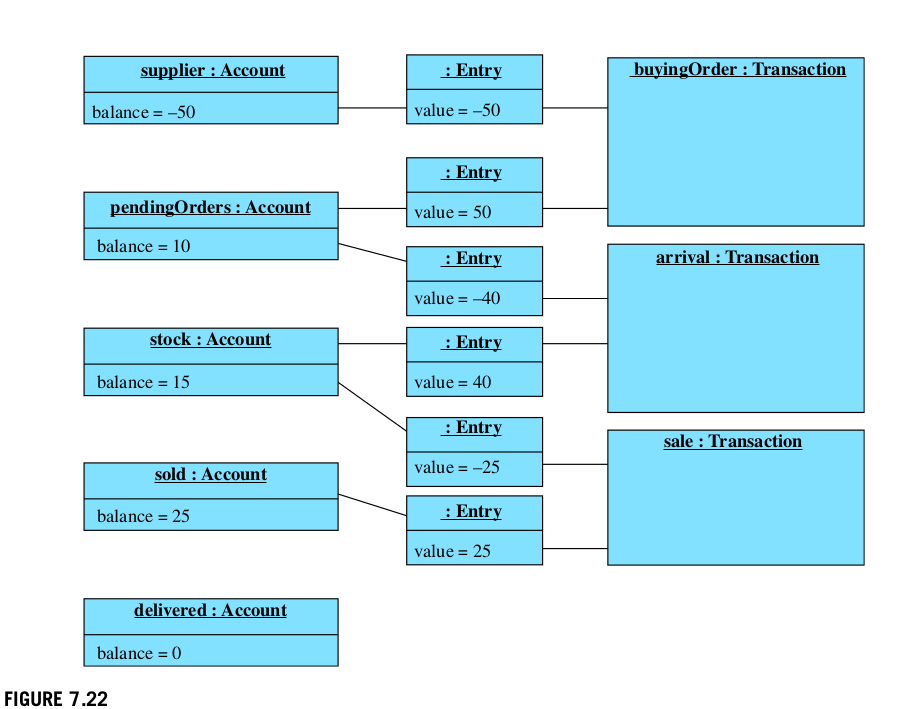 supplier : Account
balance = –50
: Entry
value = –50
buyingOrder : Transaction
: Entry
value = 50
pendingOrders : Account
balance = 10
: Entry
value = –40
arrival : Transaction
stock : Account
balance = 15
: Entry
value = 40
: Entry
value = –25
sale : Transaction
sold : Account
balance = 25
: Entry
value = 25
delivered : Account
balance = 0
FIGURE 7.22